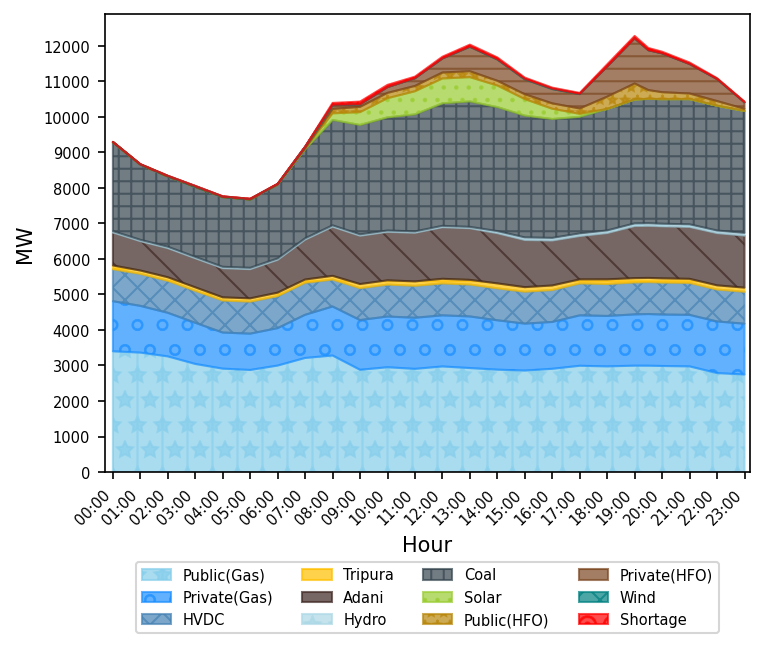 MW
12000
11000
10000
9000
8000
7000
6000
5000
4000
3000
2000
1000
0
00:00 01:00 02:00 03:00 04:00 05:00 06:00 07:00 08:00 09:00 10:00 11:00 12:00 13:00 14:00 15:00 16:00 17:00 18:00 19:00 20:00 21:00 22:00 23:00
Hour
Public(Gas) Tripura Coal Private(HFO)
Private(Gas) Adani Solar Wind
HVDC Hydro Public(HFO) Shortage